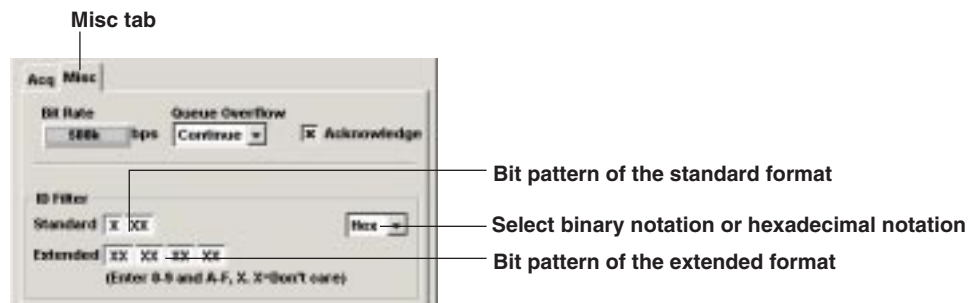 Misc tab
Acq Misc
Bit Rate Queue Overflow
500k bps Continue x Acknowledge
Bit pattern of the standard format
ID Filter
Standard X XX Hex
Select binary notation or hexadecimal notation
Extended XX XX XX XX
Bit pattern of the extended format
(Enter 0-9 and A-F, X. X=Don't care)